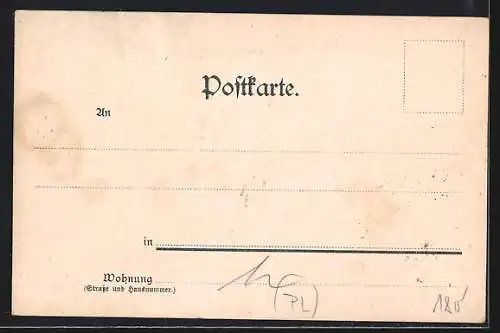 Postkarte.
An
in
Wohnung
(Straße und Hausnummer.)
(PL)
180